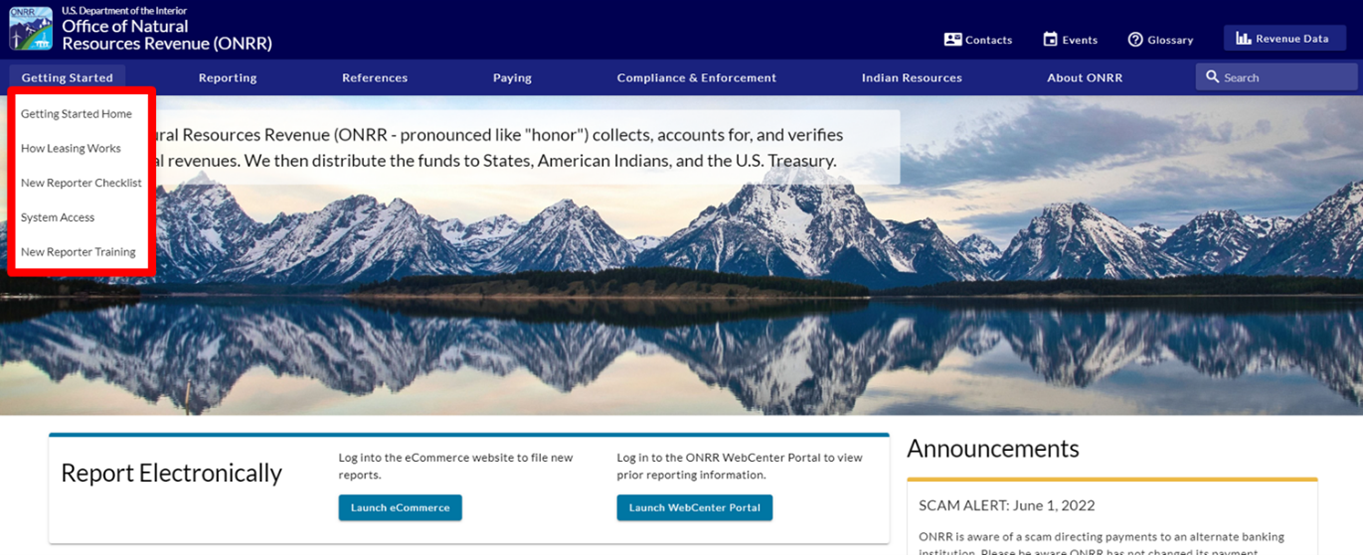 ONRR
U.S. Department of the Interior
Office of Natural
Resources Revenue (ONRR)
Contacts
Events
Glossary
Revenue Data
Getting Started
Reporting
References
Paying
Compliance & Enforcement
Indian Resources
About ONRR
Search
Getting Started Home
How Leasing Works
New Reporter Checklist
System Access
New Reporter Training
Resources Revenue (ONRR - pronounced like "honor") collects, accounts for, and verifies
revenues. We then distribute the funds to States, American Indians, and the U.S. Treasury.
Report Electronically
Log into the eCommerce website to file new
reports.
Launch eCommerce
Log in to the ONRR WebCenter Portal to view
prior reporting information.
Launch WebCenter Portal
Announcements
SCAM ALERT: June 1, 2022
ONRR is aware of a scam directing payments to an alternate banking
institution. Please be aware ONRR has not changed its payment